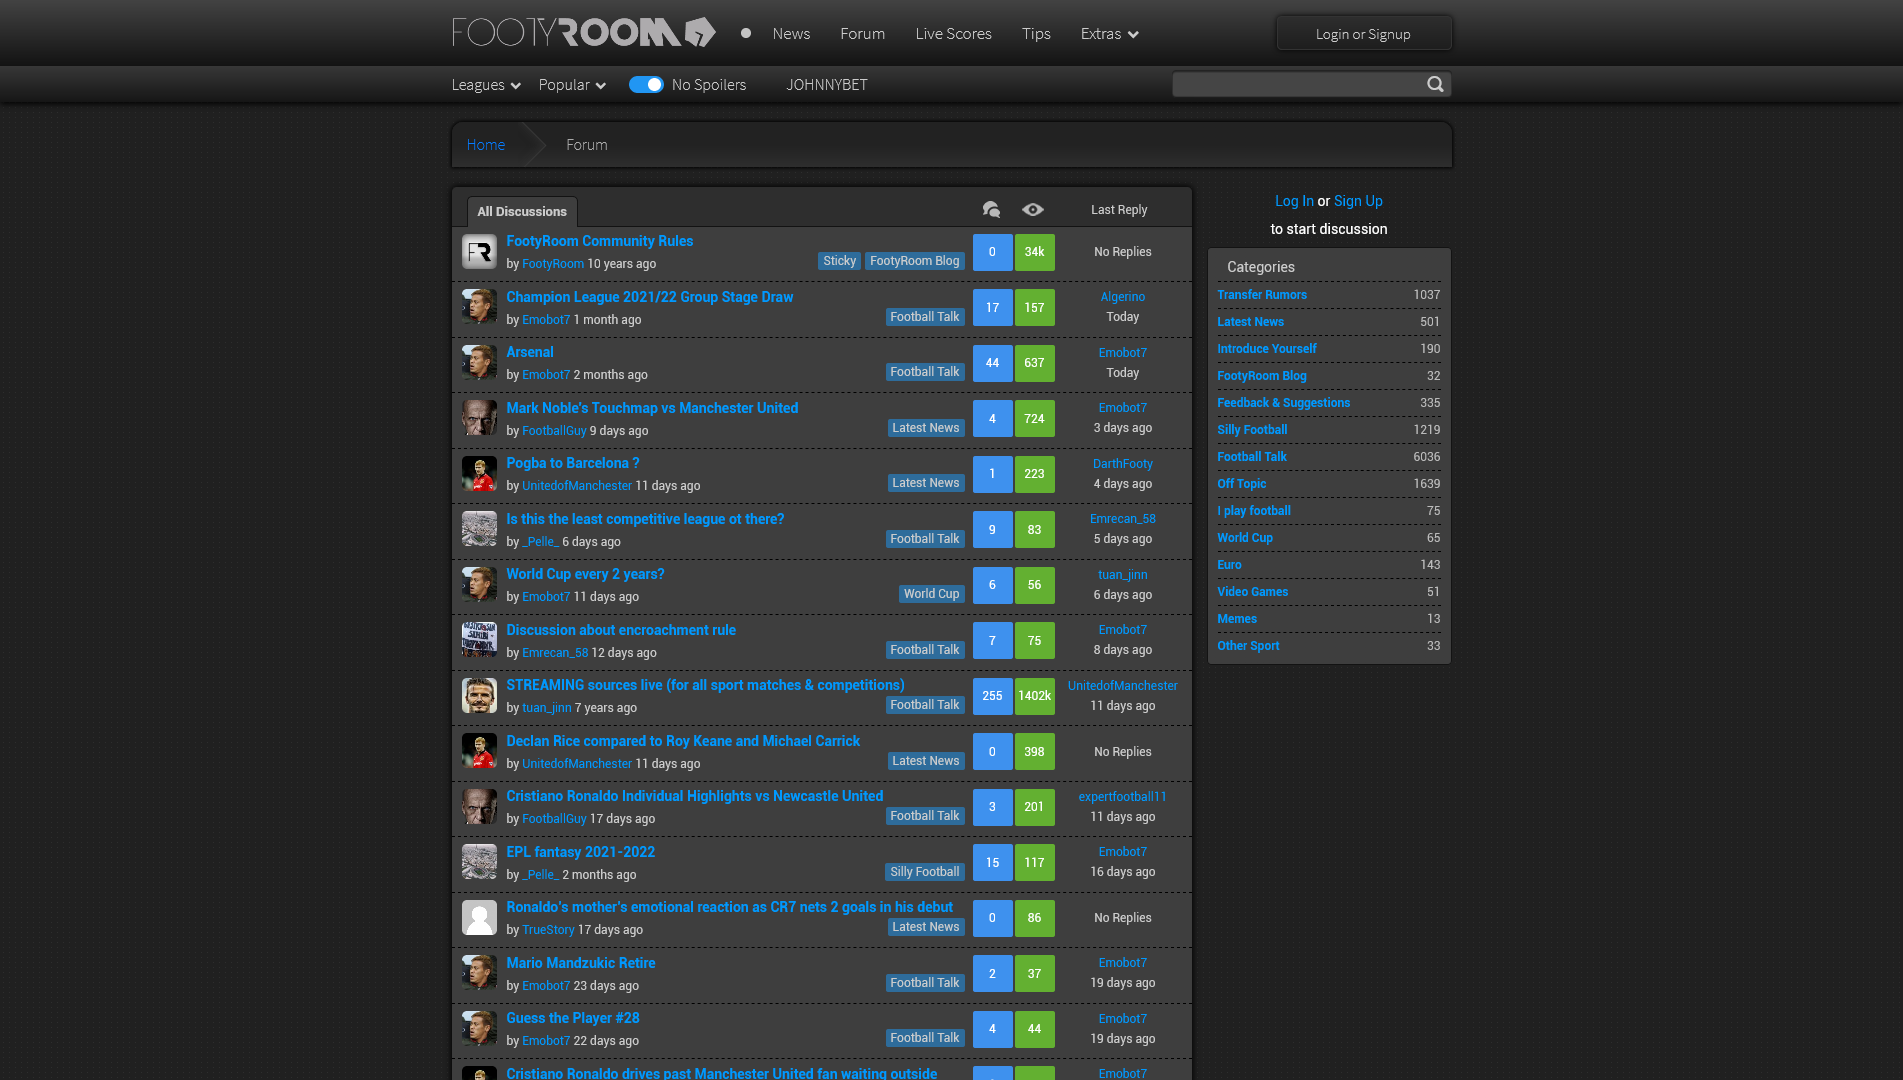 FOOTYROOM
News
Forum
Live Scores
Tips
Extras
Login or Signup
Leagues
Popular
No Spoilers
JOHNNYBET
Home
Forum
All Discussions
Last Reply
FootyRoom Community Rules
by FootyRoom 10 years ago
Sticky
FootyRoom Blog
0
34k
No Replies
Champion League 2021/22 Group Stage Draw
by Emobot7 1 month ago
Football Talk
17
157
Algerino
Today
Arsenal
by Emobot7 2 months ago
Football Talk
44
637
Emobot7
Today
Mark Noble's Touchmap vs Manchester United
by FootballGuy 9 days ago
Latest News
4
724
Emobot7
3 days ago
Pogba to Barcelona ?
by UnitedofManchester 11 days ago
Latest News
1
223
DarthFooty
4 days ago
Is this the least competitive league ot there?
by _Pelle_ 6 days ago
Football Talk
9
83
Emrecan_58
5 days ago
World Cup every 2 years?
by Emobot7 11 days ago
World Cup
6
56
tuan_jinn
6 days ago
Discussion about encroachment rule
by Emrecan_58 12 days ago
Football Talk
7
75
Emobot7
8 days ago
STREAMING sources live (for all sport matches & competitions)
by tuan_jinn 7 years ago
Football Talk
255
1402k
UnitedofManchester
11 days ago
Declan Rice compared to Roy Keane and Michael Carrick
by UnitedofManchester 11 days ago
Latest News
0
398
No Replies
Cristiano Ronaldo Individual Highlights vs Newcastle United
by FootballGuy 17 days ago
Football Talk
3
201
expertfootball11
11 days ago
EPL fantasy 2021-2022
by _Pelle_ 2 months ago
Silly Football
15
117
Emobot7
16 days ago
Ronaldo's mother's emotional reaction as CR7 nets 2 goals in his debut
by TrueStory 17 days ago
Latest News
0
86
No Replies
Mario Mandzukic Retire
by Emobot7 23 days ago
Football Talk
2
37
Emobot7
19 days ago
Guess the Player #28
by Emobot7 22 days ago
Football Talk
4
44
Emobot7
19 days ago
Cristiano Ronaldo drives past Manchester United fan waiting outside
Emobot7
Log In or Sign Up
to start discussion
Categories
Transfer Rumors 1037
Latest News 501
Introduce Yourself 190
FootyRoom Blog 32
Feedback & Suggestions 335
Silly Football 1219
Football Talk 6036
Off Topic 1639
I play football 75
World Cup 65
Euro 143
Video Games 51
Memes 13
Other Sport 33